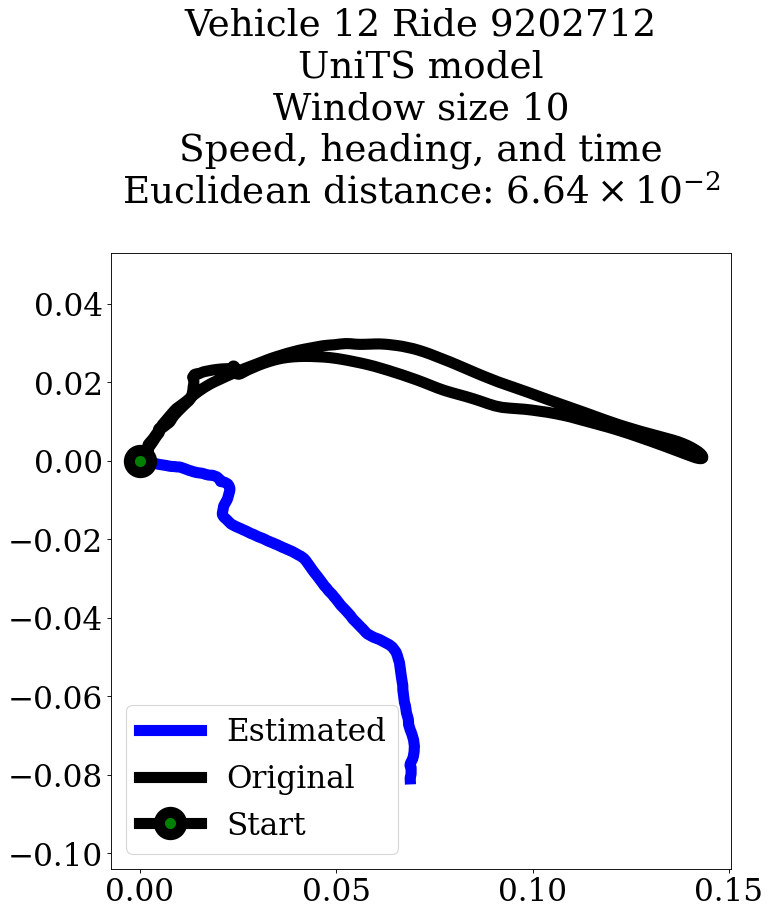 Vehicle 12 Ride 9202712
UniTS model
Window size 10
Speed, heading, and time
Euclidean distance: 6.64 × 10⁻²
0.04
0.02
0.00
−0.02
−0.04
−0.06
−0.08
−0.10
Estimated
Original
Start
0.00 0.05 0.10 0.15